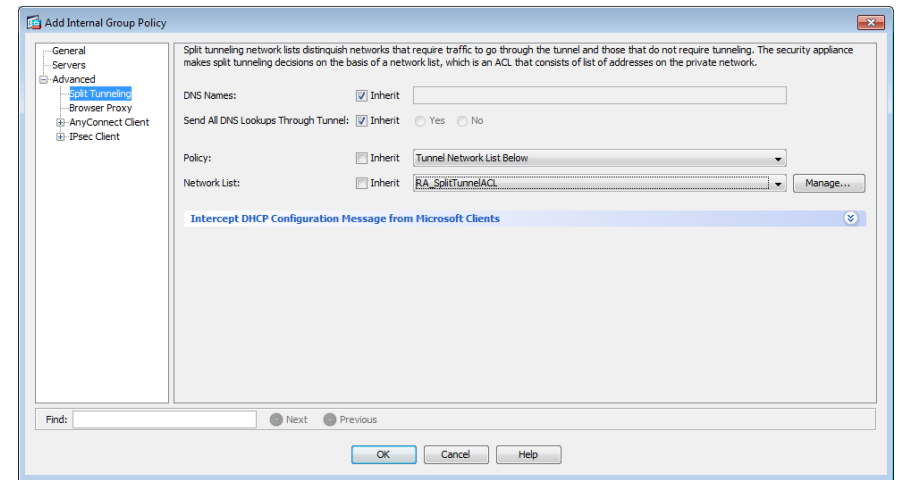 Add Internal Group Policy
General
Servers
Advanced
Split Tunneling
Browser Proxy
AnyConnect Client
IPsec Client
Split tunneling network lists distinguish networks that require traffic to go through the tunnel and those that do not require tunneling. The security appliance
makes split tunneling decisions on the basis of a network list, which is an ACL that consists of list of addresses on the private network.
DNS Names: Inherit
Send All DNS Lookups Through Tunnel: Inherit Yes No
Policy: Inherit Tunnel Network List Below
Network List: Inherit RA_SplitTunnelACL Manage...
Intercept DHCP Configuration Message from Microsoft Clients
Find: Next Previous
OK Cancel Help